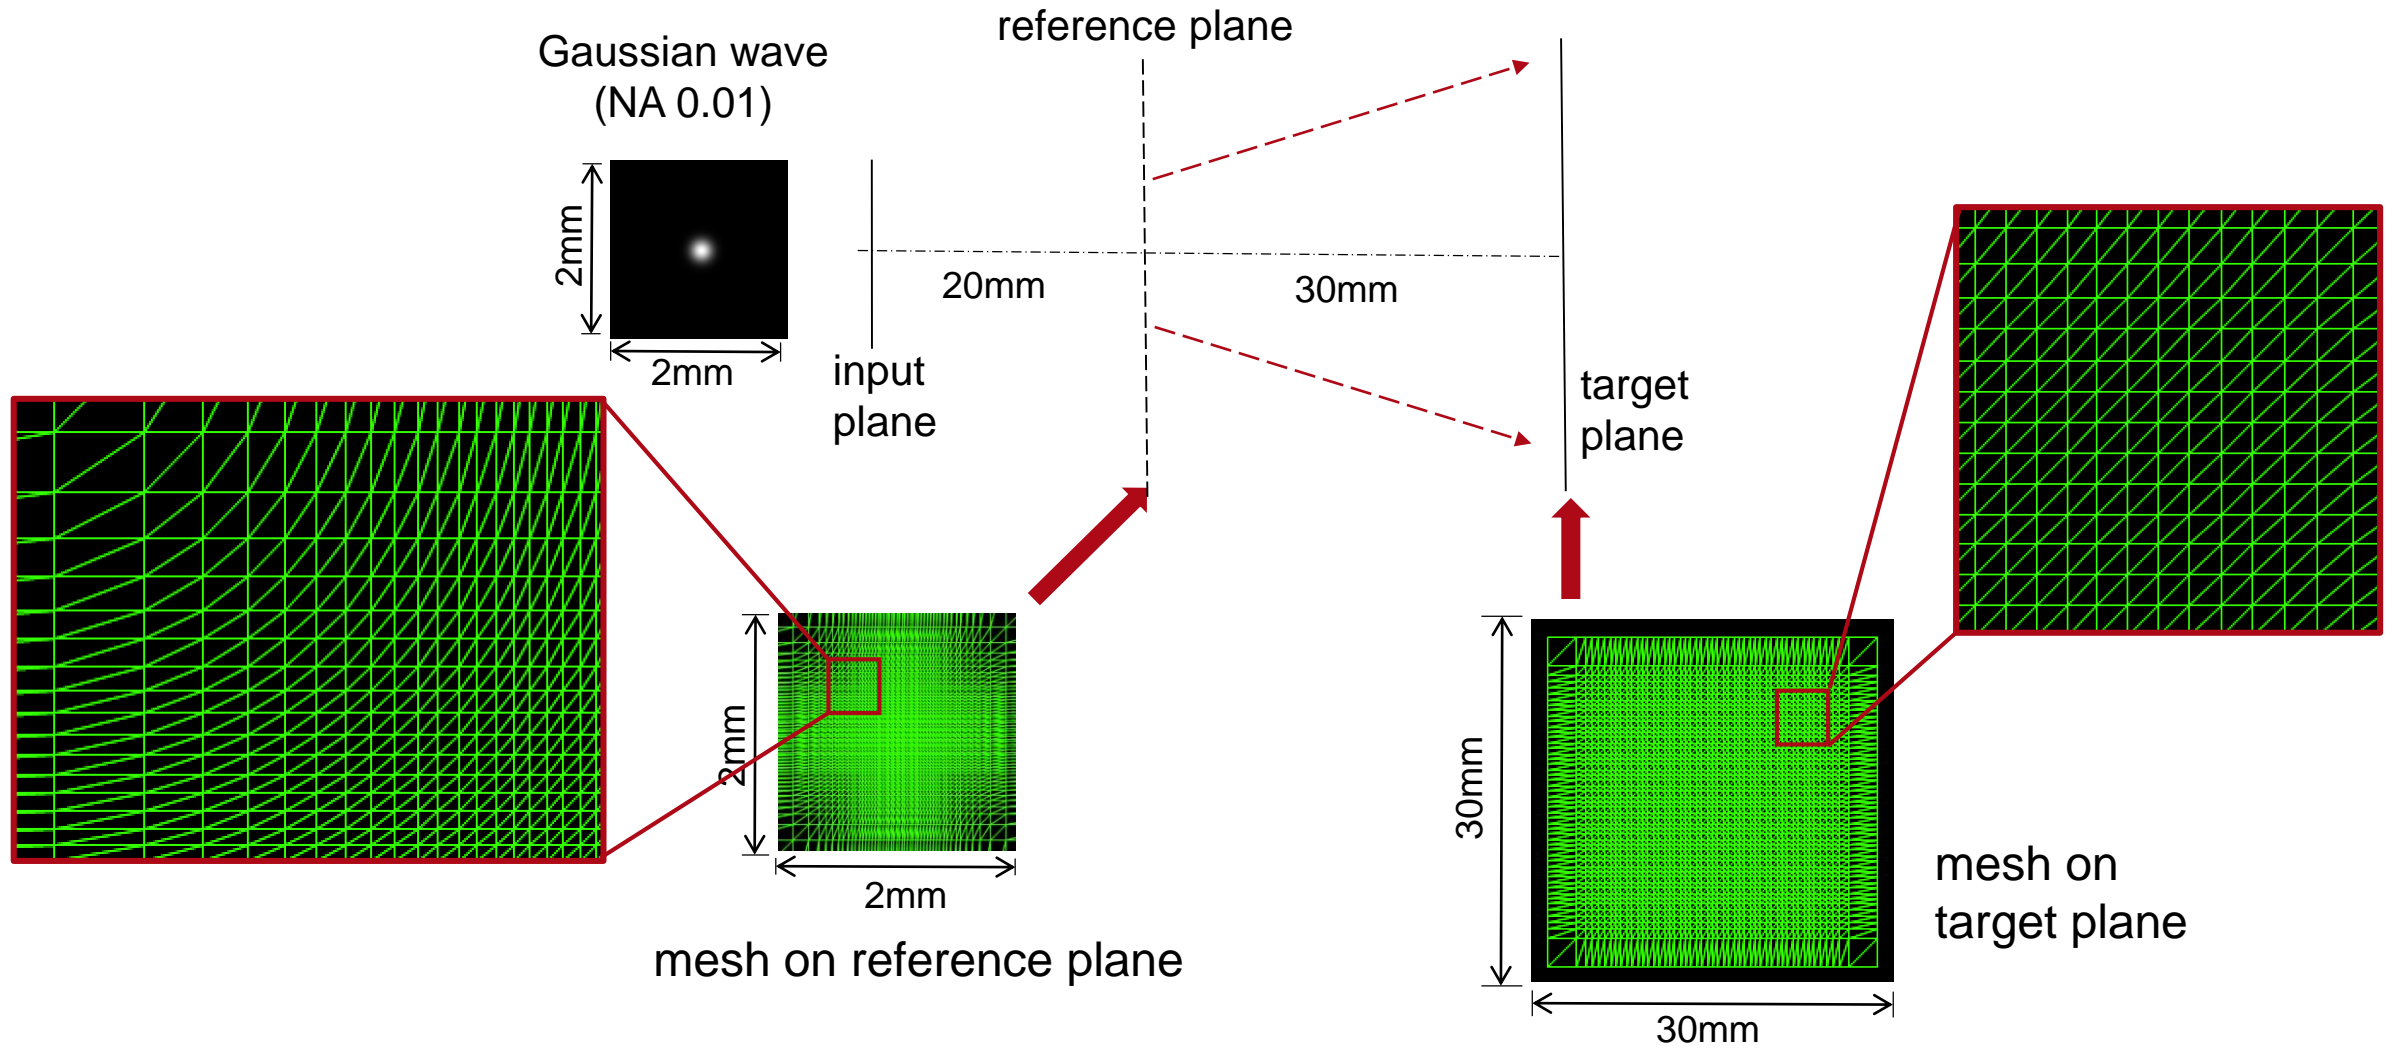 reference plane
Gaussian wave
(NA 0.01)
2mm
2mm
20mm
30mm
input
plane
target
plane
2mm
2mm
mesh on reference plane
30mm
30mm
mesh on
target plane